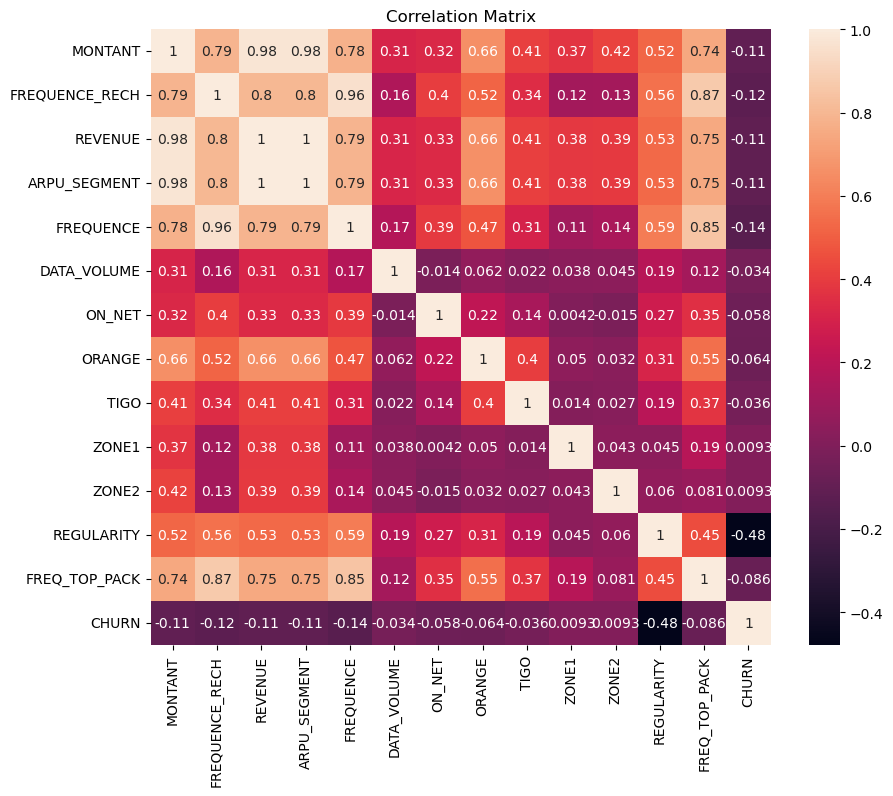 Correlation Matrix
MONTANT 1 0.79 0.98 0.98 0.78 0.31 0.32 0.66 0.41 0.37 0.42 0.52 0.74 -0.11
FREQUENCE_RECH 0.79 1 0.8 0.8 0.96 0.16 0.4 0.52 0.34 0.12 0.13 0.56 0.87 -0.12
REVENUE 0.98 0.8 1 1 0.79 0.31 0.33 0.66 0.41 0.38 0.39 0.53 0.75 -0.11
ARPU_SEGMENT 0.98 0.8 1 1 0.79 0.31 0.33 0.66 0.41 0.38 0.39 0.53 0.75 -0.11
FREQUENCE 0.78 0.96 0.79 0.79 1 0.17 0.39 0.47 0.31 0.11 0.14 0.59 0.85 -0.14
DATA_VOLUME 0.31 0.16 0.31 0.31 0.17 1 -0.014 0.062 0.022 0.038 0.045 0.19 0.12 -0.034
ON_NET 0.32 0.4 0.33 0.33 0.39 -0.014 1 0.22 0.14 0.0042 -0.015 0.27 0.35 -0.058
ORANGE 0.66 0.52 0.66 0.66 0.47 0.062 0.22 1 0.4 0.05 0.032 0.31 0.55 -0.064
TIGO 0.41 0.34 0.41 0.41 0.31 0.022 0.14 0.4 1 0.014 0.027 0.19 0.37 -0.036
ZONE1 0.37 0.12 0.38 0.38 0.11 0.038 0.0042 0.05 0.014 1 0.043 0.045 0.19 0.0093
ZONE2 0.42 0.13 0.39 0.39 0.14 0.045 -0.015 0.032 0.027 0.043 1 0.06 0.081 0.0093
REGULARITY 0.52 0.56 0.53 0.53 0.59 0.19 0.27 0.31 0.19 0.045 0.06 1 0.45 -0.48
FREQ_TOP_PACK 0.74 0.87 0.75 0.75 0.85 0.12 0.35 0.55 0.37 0.19 0.081 0.45 1 -0.086
CHURN -0.11 -0.12 -0.11 -0.11 -0.14 -0.034 -0.058 -0.064 -0.036 0.0093 0.0093 -0.48 -0.086 1
MONTANT
FREQUENCE_RECH
REVENUE
ARPU_SEGMENT
FREQUENCE
DATA_VOLUME
ON_NET
ORANGE
TIGO
ZONE1
ZONE2
REGULARITY
FREQ_TOP_PACK
CHURN
1.0
0.8
0.6
0.4
0.2
0.0
−0.2
−0.4